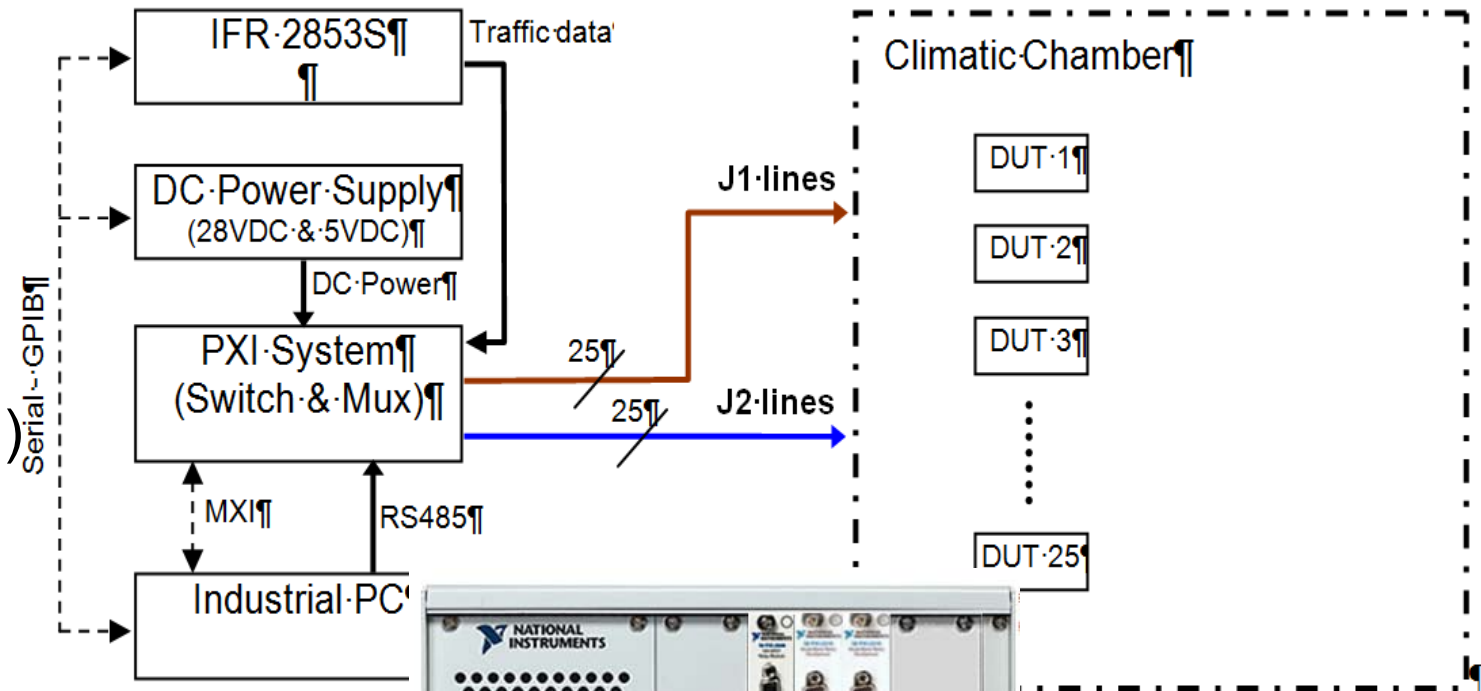 IFR·2853S¶
¶
Traffic·data
Climatic·Chamber¶
DC·Power·Supply¶
(28VDC·&·5VDC)¶
DC·Power¶
J1·lines
PXI·System¶
(Switch·&·Mux)¶
25¶
25¶
J2·lines
)
Serial·-·GPIB¶
MXI¶
RS485¶
Industrial·PC
DUT·1¶
DUT·2¶
DUT·3¶
DUT·25¶
NATIONAL
INSTRUMENTS